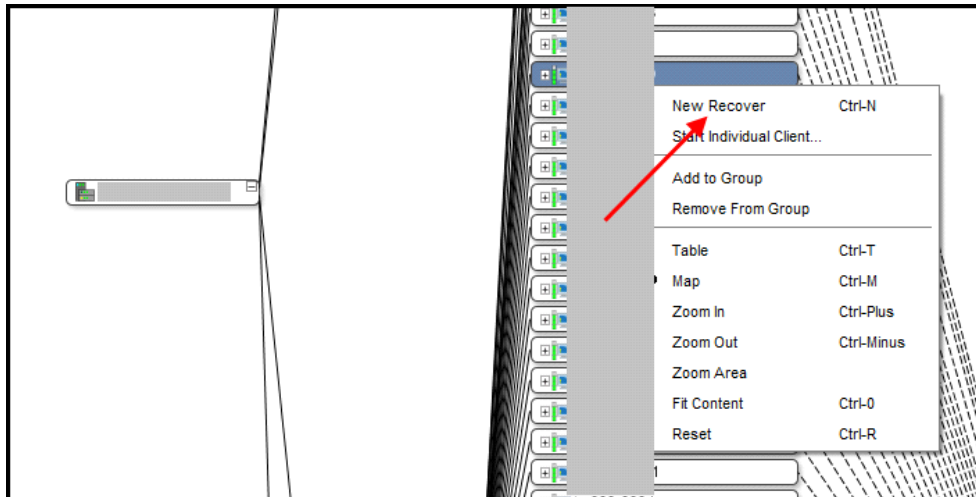 New Recover Ctrl-N
Start Individual Client...
Add to Group
Remove From Group
Table Ctrl-T
Map Ctrl-M
Zoom In Ctrl-Plus
Zoom Out Ctrl-Minus
Zoom Area
Fit Content Ctrl-0
Reset Ctrl-R
1